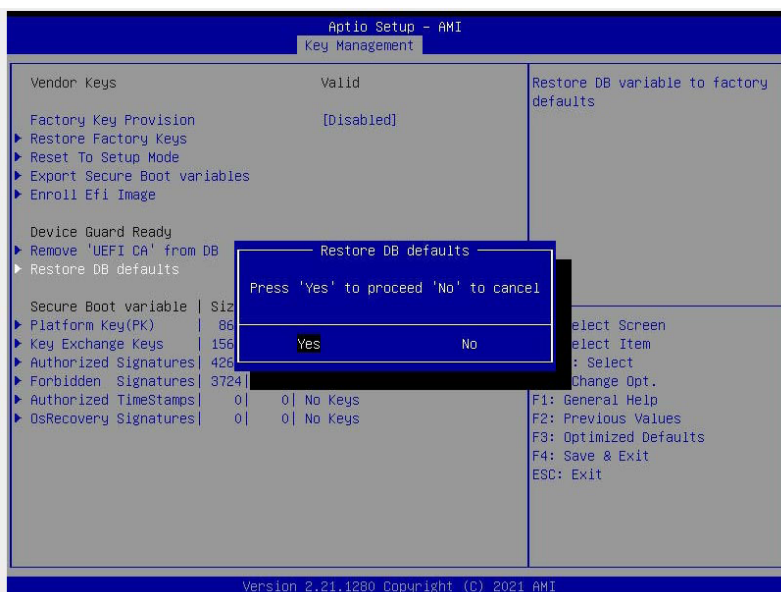 Aptio Setup – AMI
Key Management
Vendor Keys Valid
Factory Key Provision [Disabled]
Restore Factory Keys
Reset To Setup Mode
Export Secure Boot variables
Enroll Efi Image
Device Guard Ready
Remove 'UEFI CA' from DB
Restore DB defaults
Secure Boot variable | Siz
Platform Key(PK) | 86
Key Exchange Keys | 156
Authorized Signatures| 426
Forbidden Signatures| 3724|
Authorized TimeStamps| 0| 0| No Keys
OsRecovery Signatures| 0| 0| No Keys
Restore DB defaults
Press 'Yes' to proceed 'No' to cancel
Yes No
Restore DB variable to factory
defaults
elect Screen
elect Item
: Select
Change Opt.
F1: General Help
F2: Previous Values
F3: Optimized Defaults
F4: Save & Exit
ESC: Exit
Version 2.21.1280 Copyright (C) 2021 AMI